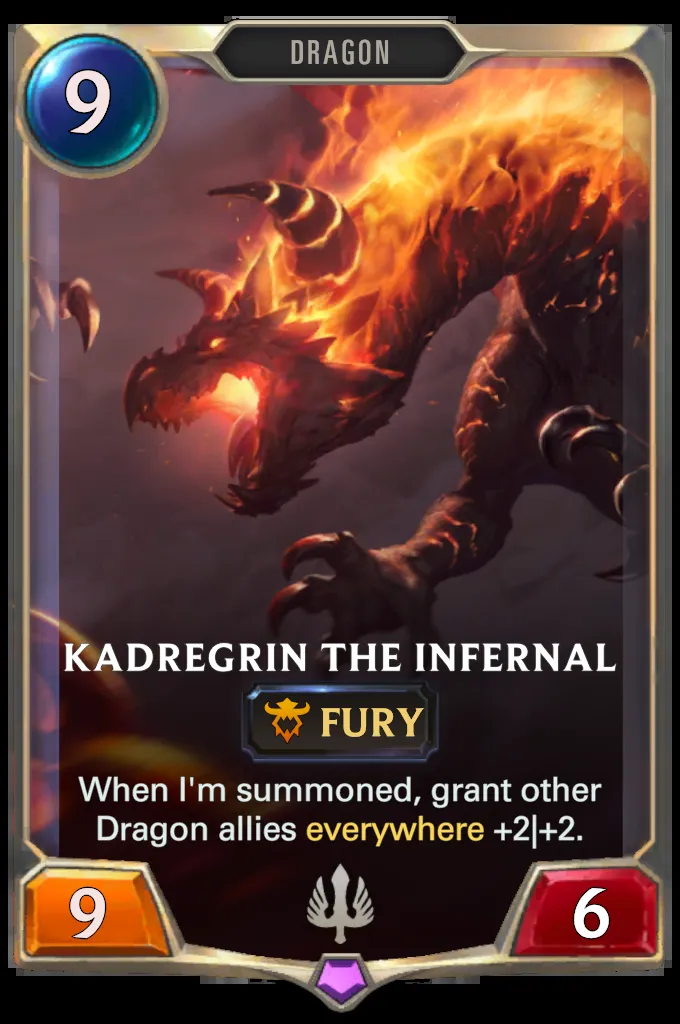 DRAGON
9
KADREGRIN THE INFERNAL
FURY
When I'm summoned, grant other
Dragon allies everywhere +2|+2.
9
6